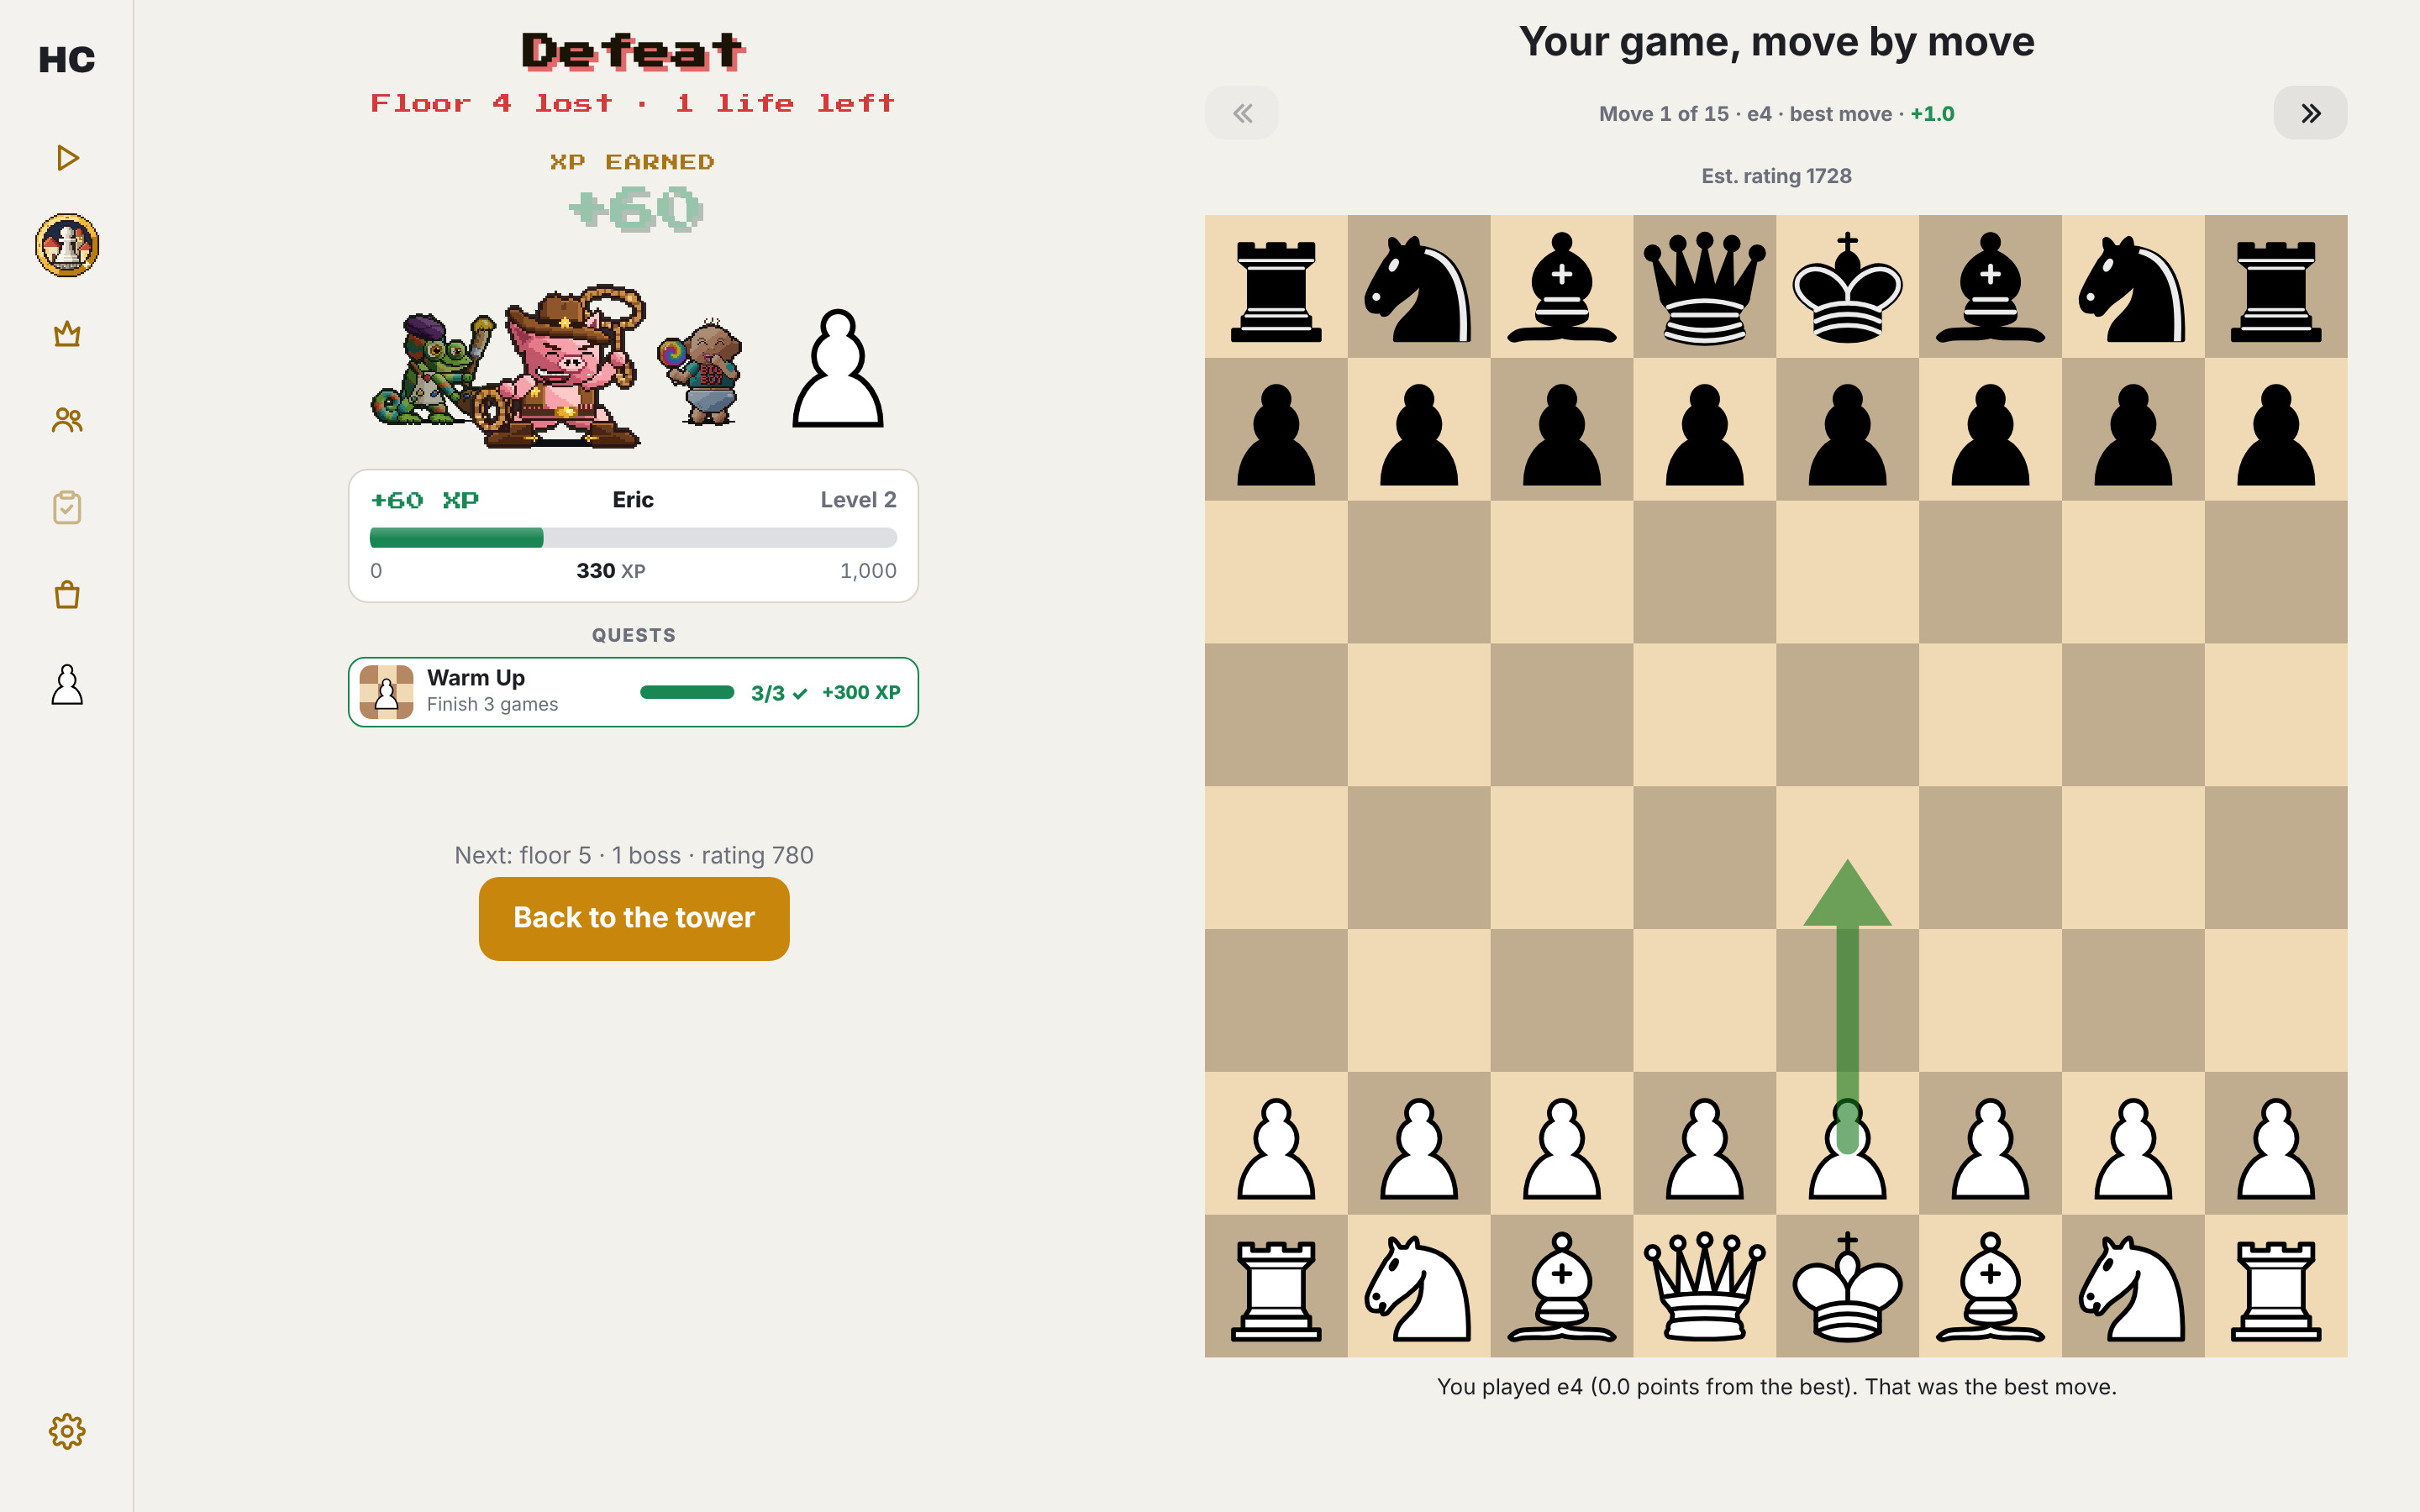 HC
Defeat
Floor 4 lost · 1 life left
XP EARNED
+60
BIG
BOY
+60 XP
Eric
Level 2
0
330 XP
1,000
QUESTS
Warm Up
Finish 3 games
3/3 ✓ +300 XP
Next: floor 5 · 1 boss · rating 780
Back to the tower
Your game, move by move
Move 1 of 15 · e4 · best move · +1.0
Est. rating 1728
You played e4 (0.0 points from the best). That was the best move.